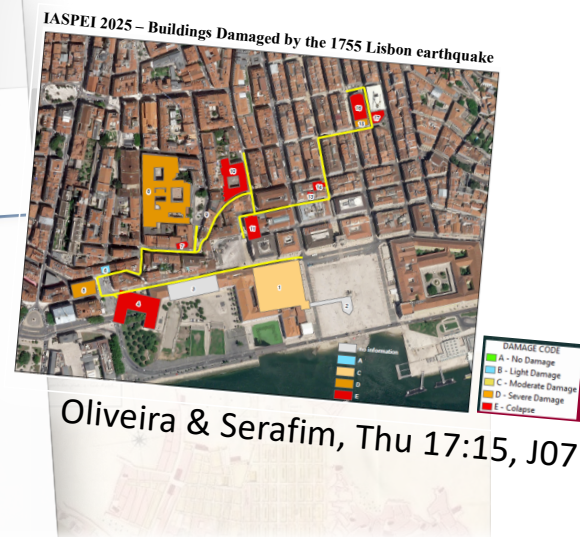 IASPEI 2025 – Buildings Damaged by the 1755 Lisbon earthquake
No information
A
C
D
E
DAMAGE CODE
A - No Damage
B - Light Damage
C - Moderate Damage
D - Severe Damage
E - Colapse
Oliveira & Serafim, Thu 17:15, J07